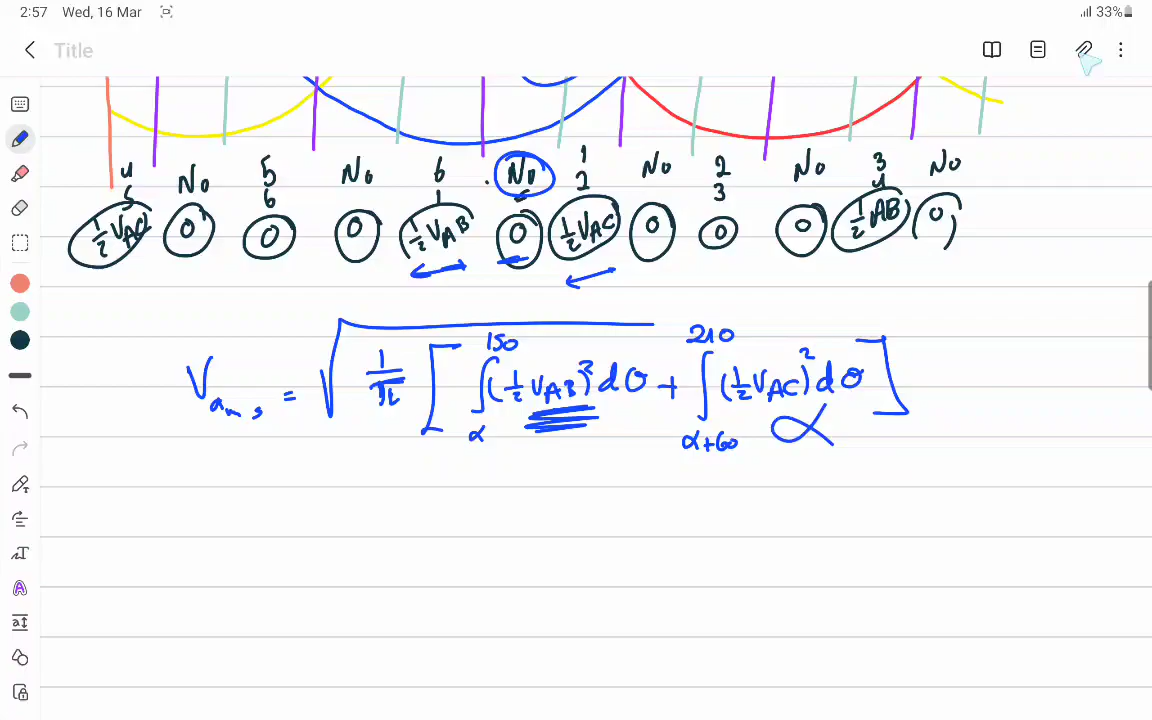 2:57 Wed, 16 Mar 33%
Title
4 No 5 No 6 No 1 No 2 No 3 No
5 6 1 2 3 4
½VAC 0 0 0 ½VAB 0 ½VAC 0 0 0 ½AB 0
Vams = √ 1/π [ ∫α^150 (½VAB)² dθ + ∫α+60^210 (½VAC)² dθ ]
α